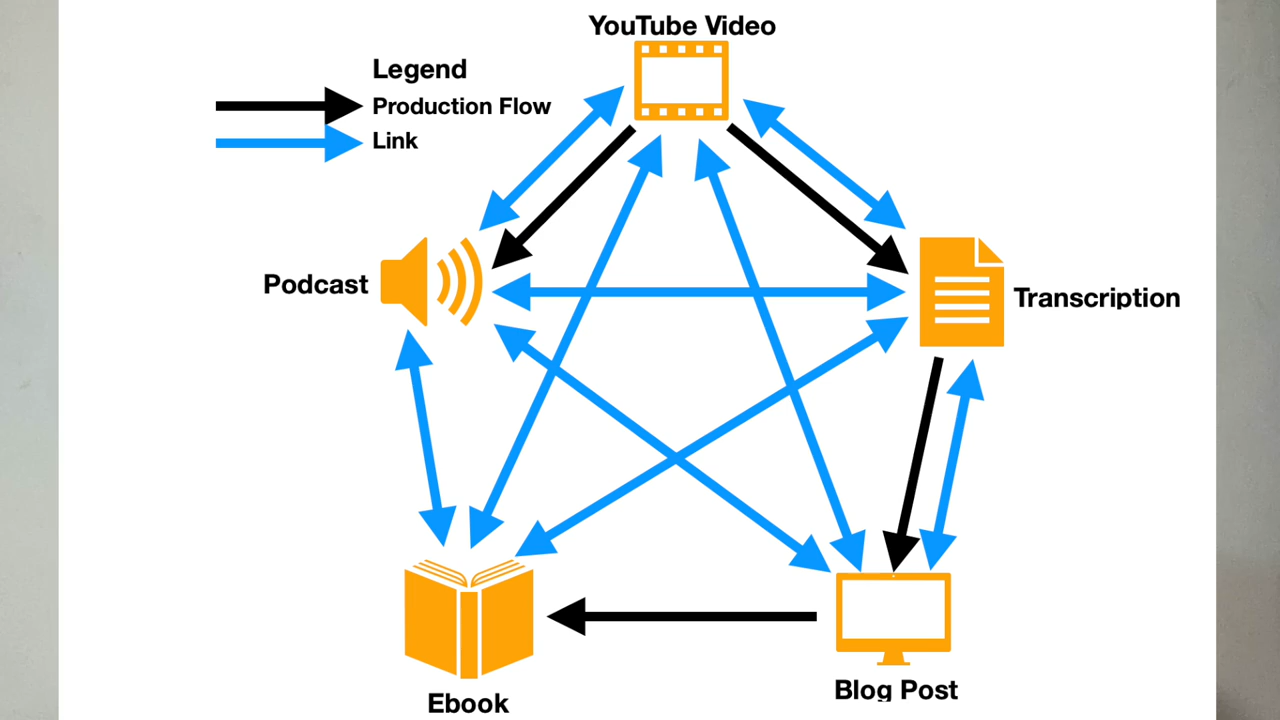 YouTube Video
Legend
Production Flow
Link
Podcast
Transcription
Ebook
Blog Post